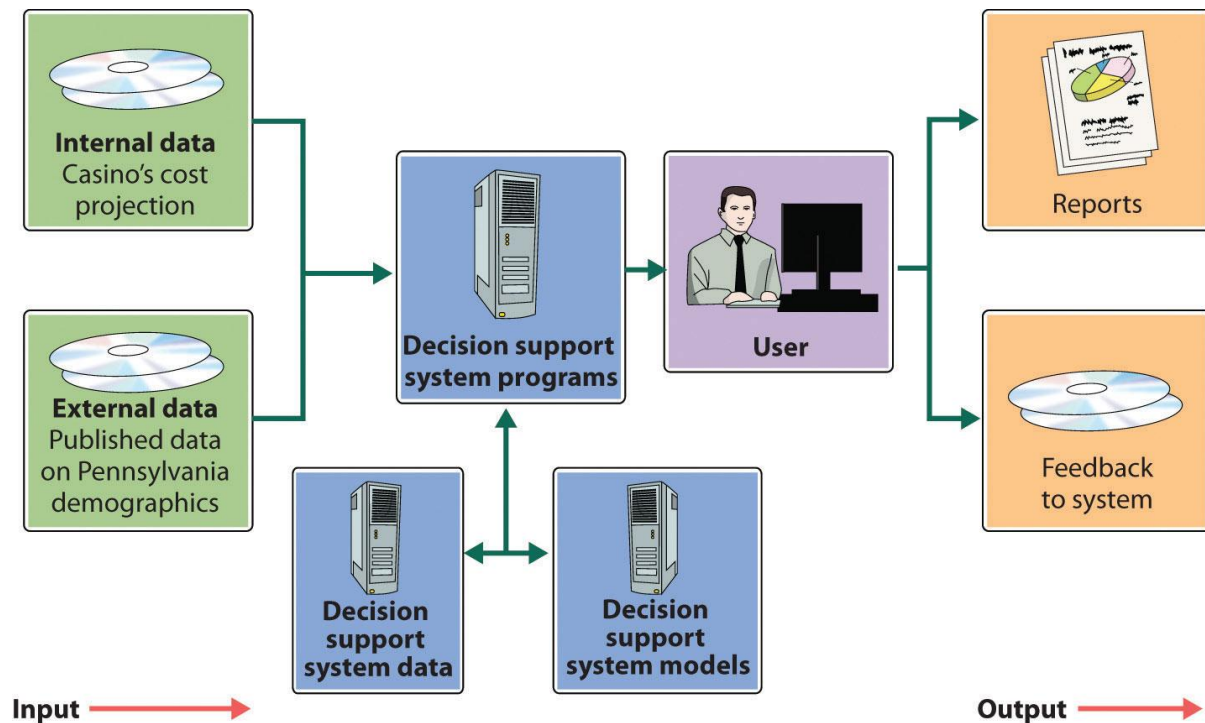 Internal data
Casino's cost
projection
External data
Published data
on Pennsylvania
demographics
Decision support
system programs
User
Decision
support
system data
Decision
support
system models
Reports
Feedback
to system
Input
Output